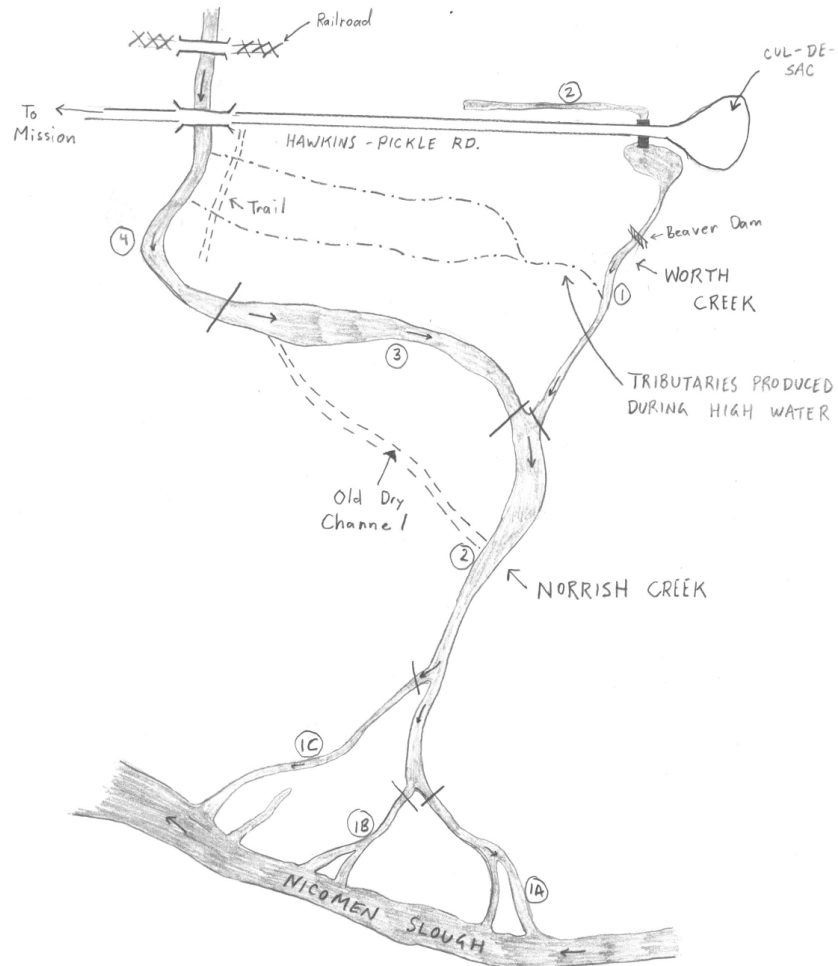 Railroad
CUL-DE-
SAC
To
Mission
2
HAWKINS - PICKLE RD.
Trail
Beaver Dam
4
WORTH
CREEK
1
3
TRIBUTARIES PRODUCED
DURING HIGH WATER
Old Dry
Channel
2
NORRISH CREEK
1C
1B
1A
NICOMEN SLOUGH